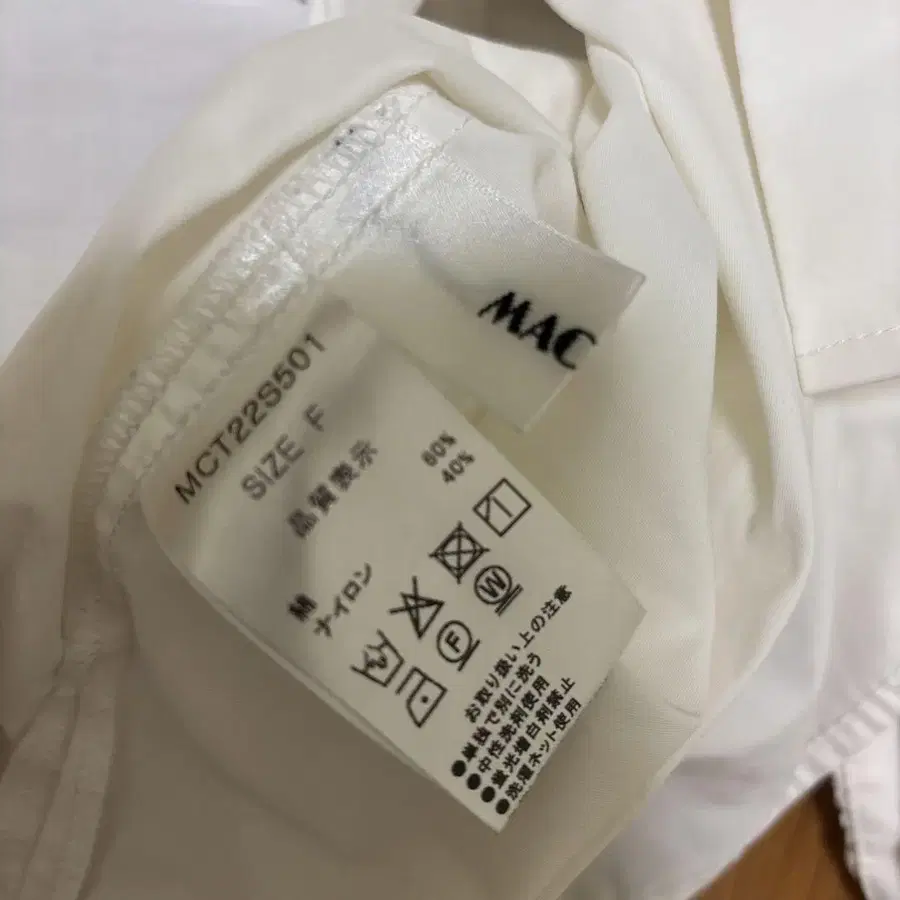 MAC
MCT22S501
SIZE F
品質表示
綿 60%
ナイロン 40%
W
F
お取り扱い上の注意
●単独で別に洗う
●中性洗剤使用
●蛍光増白剤禁止
●洗濯ネット使用